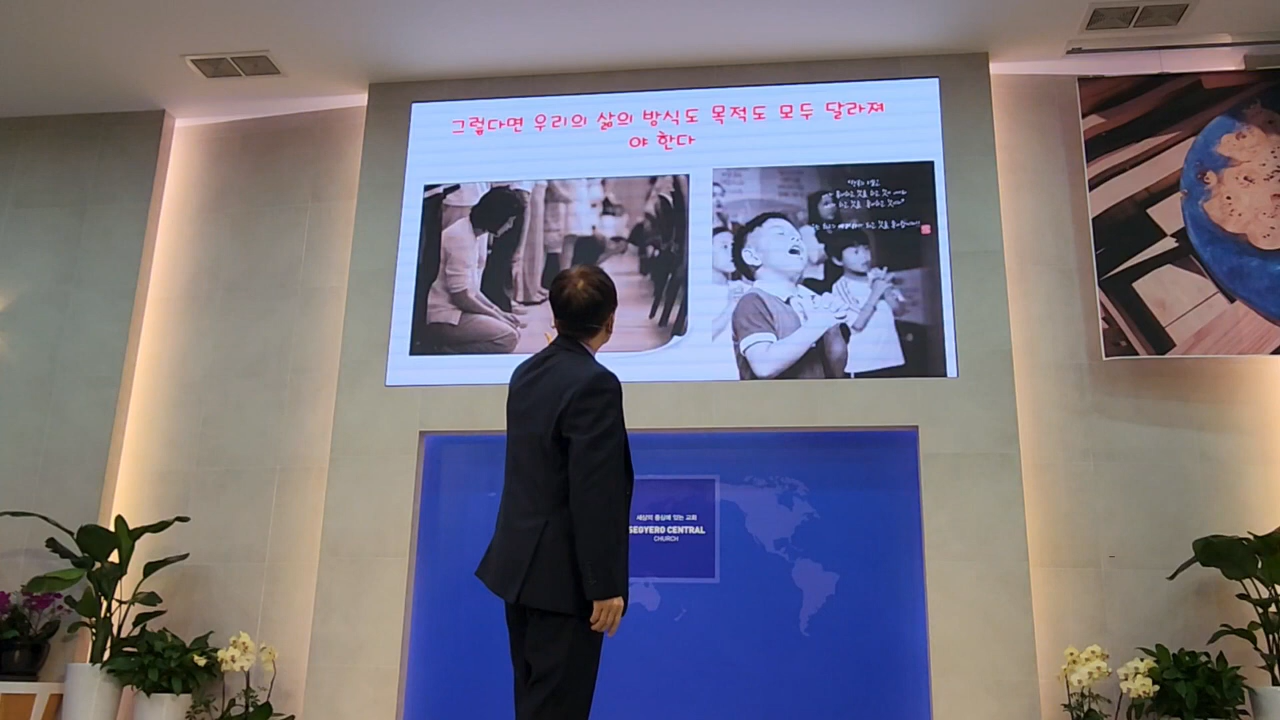 그렇다면 우리의 삶의 방식도 목적도 모두 달라져
야 한다
세상의 중심에 있는 교회
SEGYERO CENTRAL
CHURCH